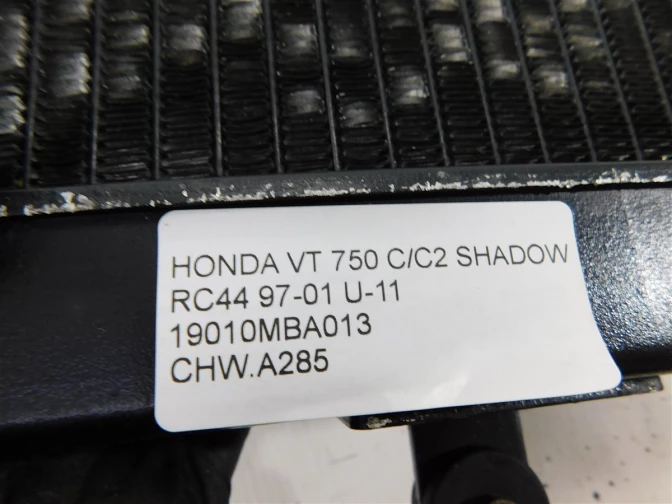 HONDA VT 750 C/C2 SHADOW
RC44 97-01 U-11
19010MBA013
CHW.A285